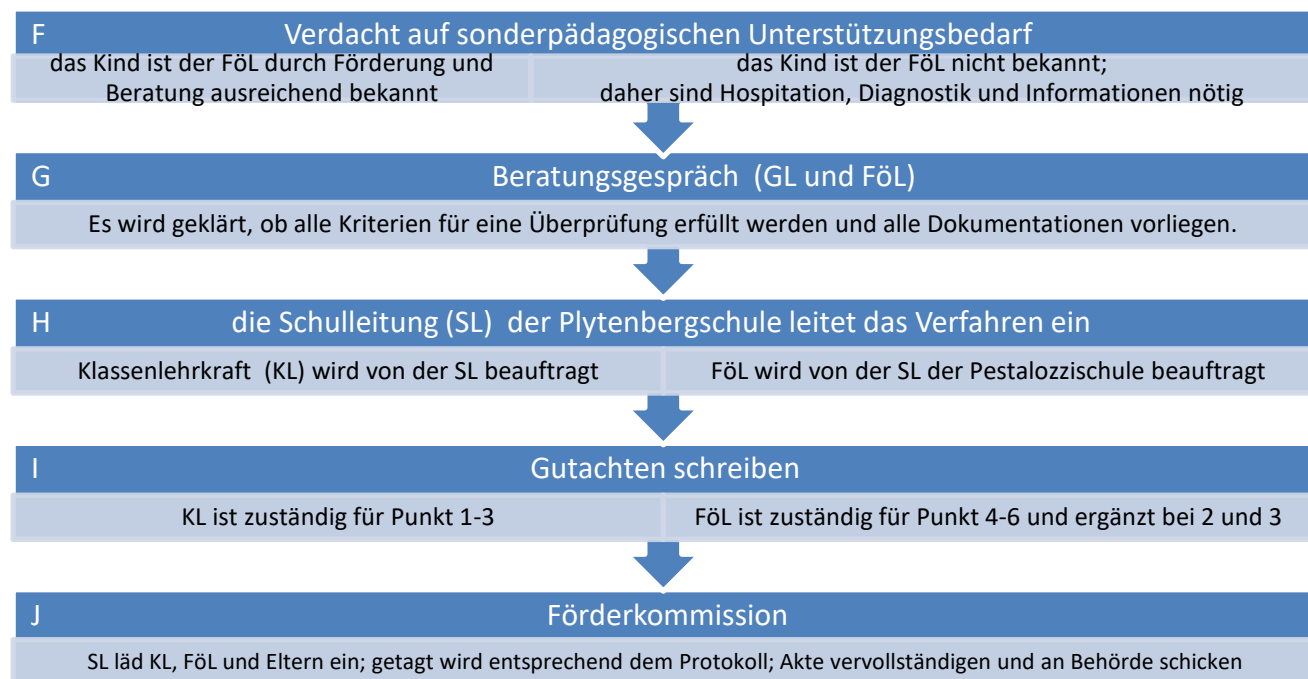 F Verdacht auf sonderpädagogischen Unterstützungsbedarf
das Kind ist der FöL durch Förderung und
Beratung ausreichend bekannt
das Kind ist der FöL nicht bekannt;
daher sind Hospitation, Diagnostik und Informationen nötig
G Beratungsgespräch (GL und FöL)
Es wird geklärt, ob alle Kriterien für eine Überprüfung erfüllt werden und alle Dokumentationen vorliegen.
H die Schulleitung (SL) der Plytenbergschule leitet das Verfahren ein
Klassenlehrkraft (KL) wird von der SL beauftragt
FöL wird von der SL der Pestalozzischule beauftragt
I Gutachten schreiben
KL ist zuständig für Punkt 1-3
FöL ist zuständig für Punkt 4-6 und ergänzt bei 2 und 3
J Förderkommission
SL läd KL, FöL und Eltern ein; getagt wird entsprechend dem Protokoll; Akte vervollständigen und an Behörde schicken